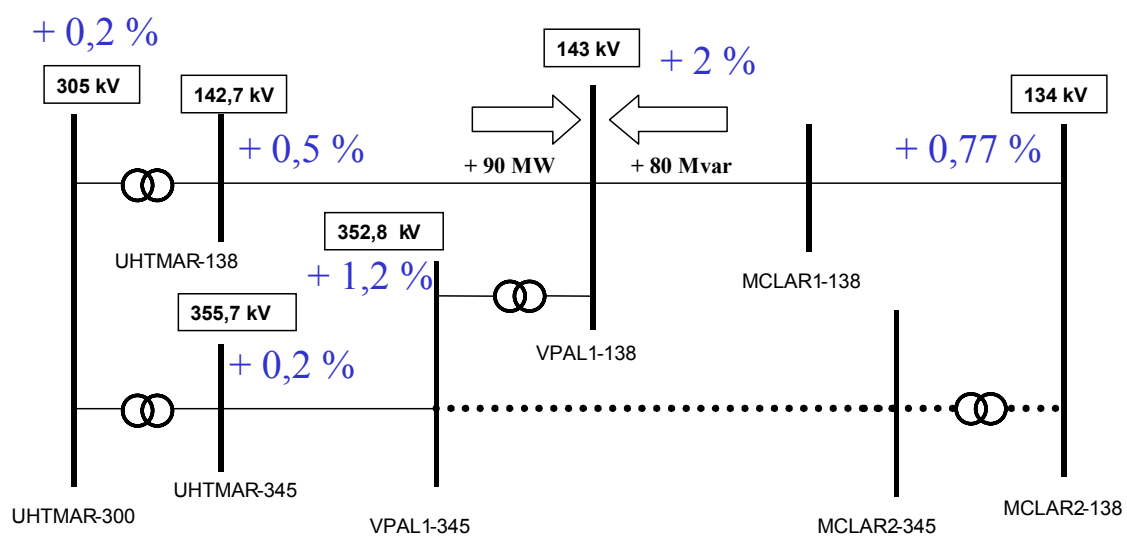 + 0,2 %
305 kV
142,7 kV
143 kV
+ 2 %
134 kV
+ 0,5 %
+ 90 MW
+ 80 Mvar
+ 0,77 %
352,8 kV
UHTMAR-138
+ 1,2 %
MCLAR1-138
355,7 kV
VPAL1-138
+ 0,2 %
UHTMAR-345
UHTMAR-300
VPAL1-345
MCLAR2-345
MCLAR2-138